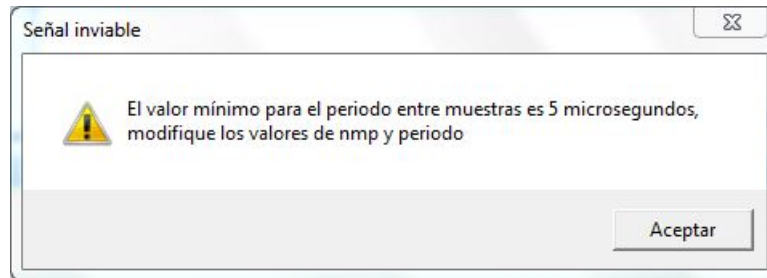 Señal inviable
El valor mínimo para el periodo entre muestras es 5 microsegundos,
modifique los valores de nmp y periodo
Aceptar